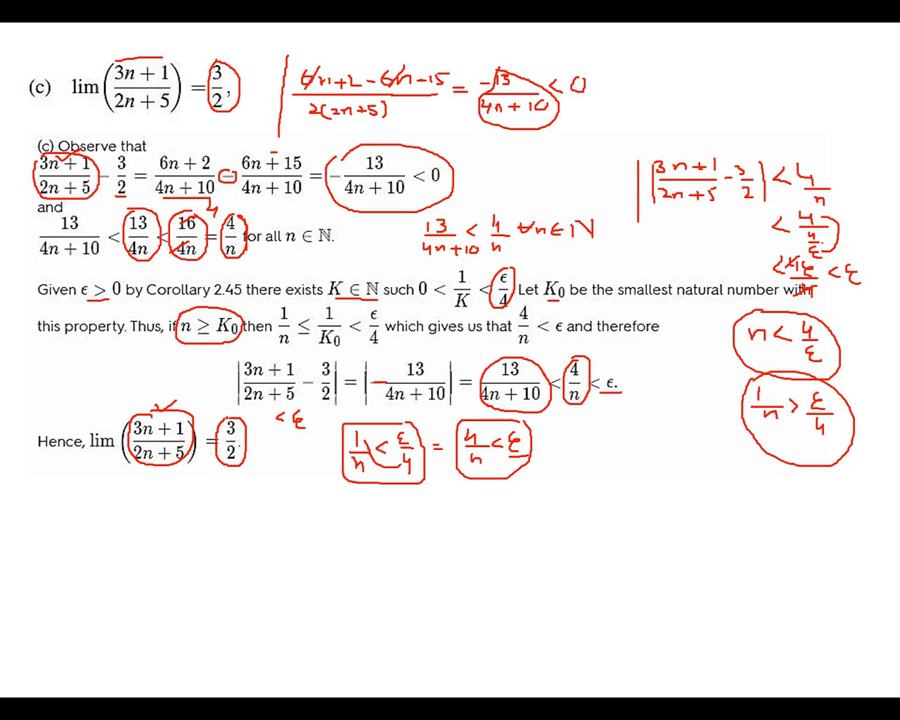 (c) lim((3n + 1)/(2n + 5)) = 3/2,
|(6n+2 - 6n-15)/(2(2n+5)) = -13/(4n+10) < 0
(c) Observe that
(3n + 1)/(2n + 5) - 3/2 = (6n + 2)/(4n + 10) - (6n + 15)/(4n + 10) = -13/(4n + 10) < 0
and
13/(4n + 10) < 13/(4n) < 16/(4n) = 4/n for all n ∈ ℕ.
4
13/(4n+10) < 4/n ∀n ∈ N
|(3n+1)/(2n+5) - 3/2| < 4/n
< 4/(4/ε)
< ε
Given ϵ > 0 by Corollary 2.45 there exists K ∈ ℕ such 0 < 1/K < ϵ/4. Let K₀ be the smallest natural number with
this property. Thus, if n ≥ K₀ then 1/n ≤ 1/K₀ < ϵ/4 which gives us that 4/n < ϵ and therefore
n < 4/ε
|(3n + 1)/(2n + 5) - 3/2| = |-13/(4n + 10)| = 13/(4n + 10) < 4/n < ϵ.
< ε
1/n > ε/4
Hence, lim((3n + 1)/(2n + 5)) = 3/2.
1/n < ε/4 = 4/n < ε